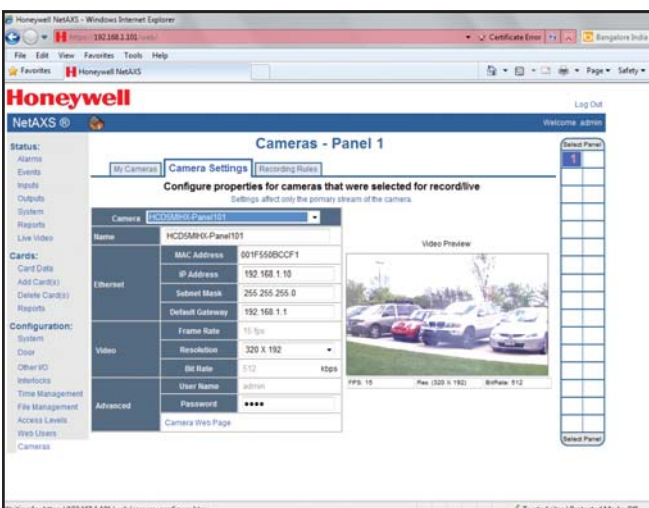 Honeywell NetAXS - Windows Internet Explorer
192.168.1.101
Certificate Error
Bangalore India
File Edit View Favorites Tools Help
Favorites
Honeywell NetAXS
Page
Safety
Honeywell
Log Out
NetAXS ®
Welcome admin
Status:
Alarms
Events
Inputs
Outputs
System
Reports
Live Video
Cards:
Card Data
Add Card(s)
Delete Card(s)
Reports
Configuration:
System
Door
Other I/O
Interlocks
Time Management
File Management
Access Levels
Web Users
Cameras
Cameras - Panel 1
My Cameras
Camera Settings
Recording Rules
Configure properties for cameras that were selected for record/live
Settings affect only the primary stream of the camera.
Camera HCD5MIHX-Panel101
Name HCD5MIHX-Panel101
Ethernet
MAC Address 001F550BCCF1
IP Address 192.168.1.10
Subnet Mask 255.255.255.0
Default Gateway 192.168.1.1
Video
Frame Rate 15 fps
Resolution 320 X 192
Bit Rate 512 kbps
Advanced
User Name admin
Password ••••
Camera Web Page
Video Preview
FPS: 15 Res: (320 X 192) BitRate: 512
Select Panel
1
Select Panel